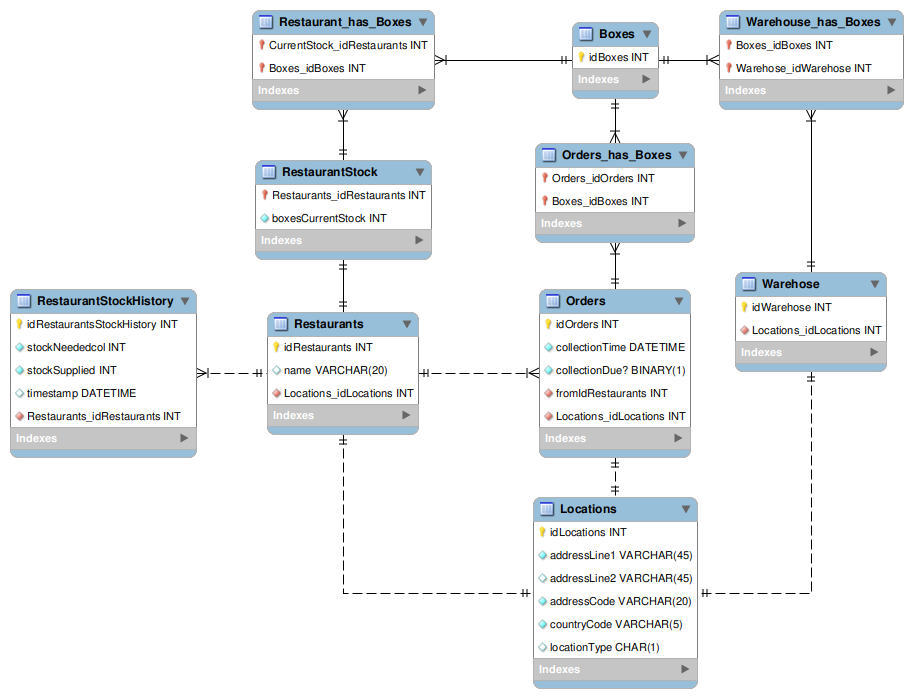 Restaurant_has_Boxes
CurrentStock_idRestaurants INT
Boxes_idBoxes INT
Indexes
Boxes
idBoxes INT
Indexes
Warehouse_has_Boxes
Boxes_idBoxes INT
Warehose_idWarehose INT
Indexes
RestaurantStock
Restaurants_idRestaurants INT
boxesCurrentStock INT
Indexes
Orders_has_Boxes
Orders_idOrders INT
Boxes_idBoxes INT
Indexes
RestaurantStockHistory
idRestaurantsStockHistory INT
stockNeededcol INT
stockSupplied INT
timestamp DATETIME
Restaurants_idRestaurants INT
Indexes
Restaurants
idRestaurants INT
name VARCHAR(20)
Locations_idLocations INT
Indexes
Orders
idOrders INT
collectionTime DATETIME
collectionDue? BINARY(1)
fromIdRestaurants INT
Locations_idLocations INT
Indexes
Warehose
idWarehose INT
Locations_idLocations INT
Indexes
Locations
idLocations INT
addressLine1 VARCHAR(45)
addressLine2 VARCHAR(45)
addressCode VARCHAR(20)
countryCode VARCHAR(5)
locationType CHAR(1)
Indexes